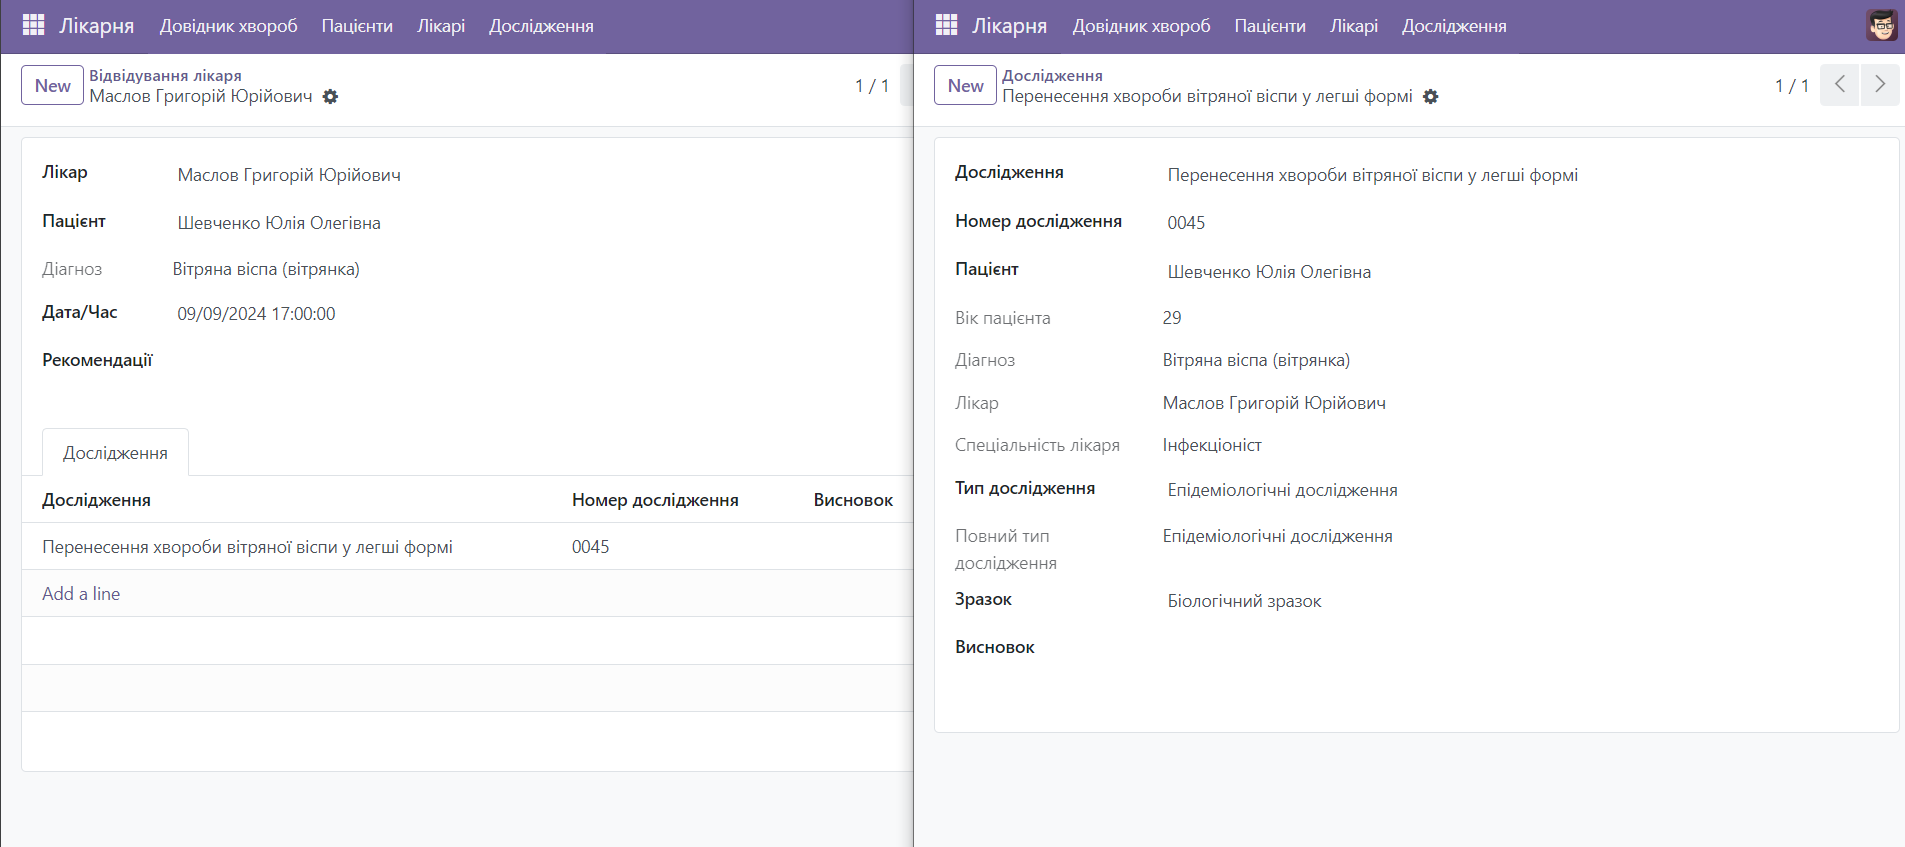 Лікарня Довідник хвороб Пацієнти Лікарі Дослідження
New
Відвідування лікаря
Маслов Григорій Юрійович
1 / 1
Лікар Маслов Григорій Юрійович
Пацієнт Шевченко Юлія Олегівна
Діагноз Вітряна віспа (вітрянка)
Дата/Час 09/09/2024 17:00:00
Рекомендації
Дослідження
Дослідження Номер дослідження Висновок
Перенесення хвороби вітряної віспи у легші формі 0045
Add a line
Лікарня Довідник хвороб Пацієнти Лікарі Дослідження
New
Дослідження
Перенесення хвороби вітряної віспи у легші формі
1 / 1
Дослідження Перенесення хвороби вітряної віспи у легші формі
Номер дослідження 0045
Пацієнт Шевченко Юлія Олегівна
Вік пацієнта 29
Діагноз Вітряна віспа (вітрянка)
Лікар Маслов Григорій Юрійович
Спеціальність лікаря Інфекціоніст
Тип дослідження Епідеміологічні дослідження
Повний тип Епідеміологічні дослідження
дослідження
Зразок Біологічний зразок
Висновок